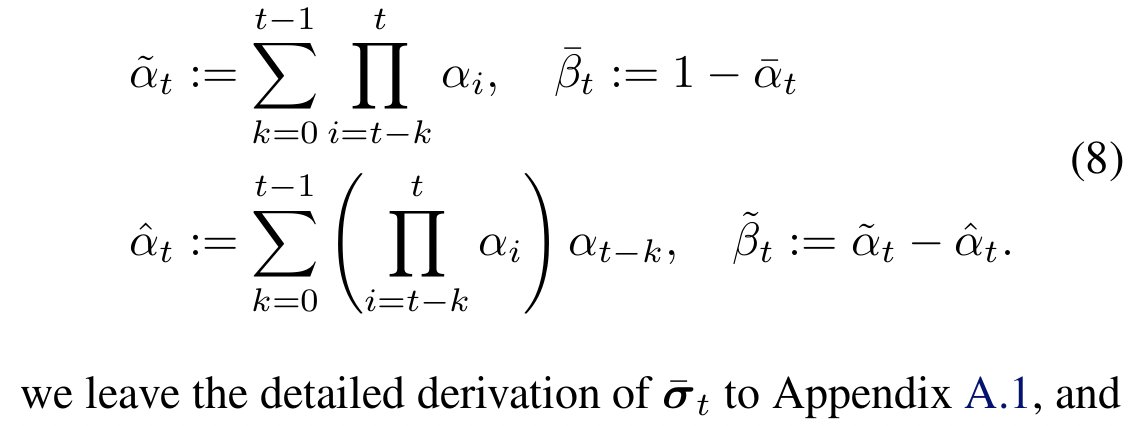 $\tilde{\alpha}_t := \sum_{k=0}^{t-1} \prod_{i=t-k}^{t} \alpha_i, \quad \bar{\beta}_t := 1 - \bar{\alpha}_t$
(8)
$\hat{\alpha}_t := \sum_{k=0}^{t-1} \left( \prod_{i=t-k}^{t} \alpha_i \right) \alpha_{t-k}, \quad \tilde{\beta}_t := \tilde{\alpha}_t - \hat{\alpha}_t.$
we leave the detailed derivation of $\bar{\boldsymbol{\sigma}}_t$ to Appendix A.1, and